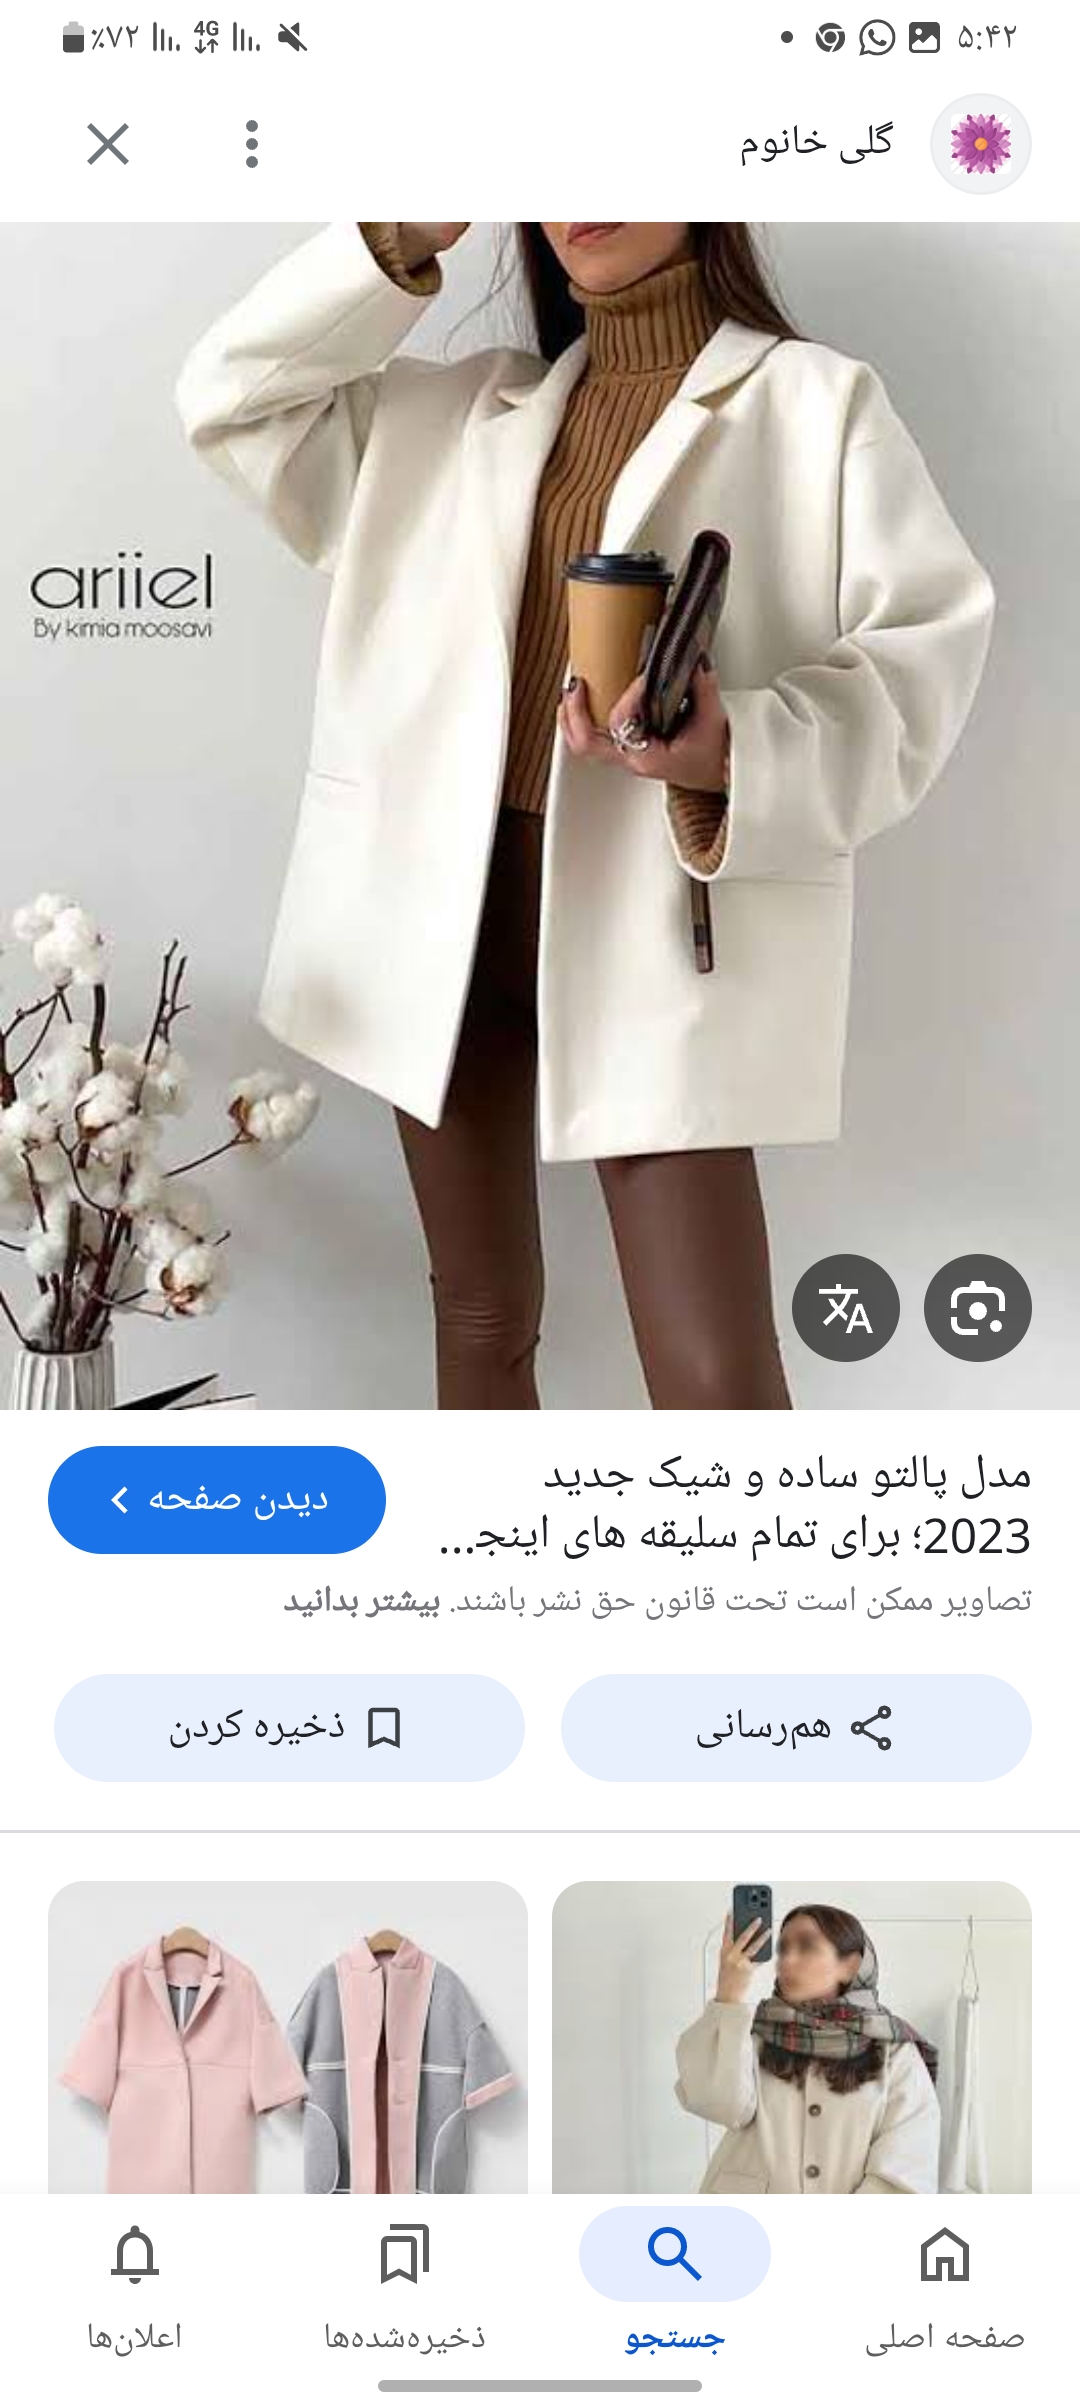 ۵:۴۲
4G
٪۷۲
گلی خانوم
ariiel
By kimia moosavi
مدل پالتو ساده و شیک جدید
2023؛ برای تمام سلیقه های اینجـ...
دیدن صفحه
تصاویر ممکن است تحت قانون حق نشر باشند. بیشتر بدانید
هم‌رسانی
ذخیره کردن
صفحه اصلی
جستجو
ذخیره‌شده‌ها
اعلان‌ها